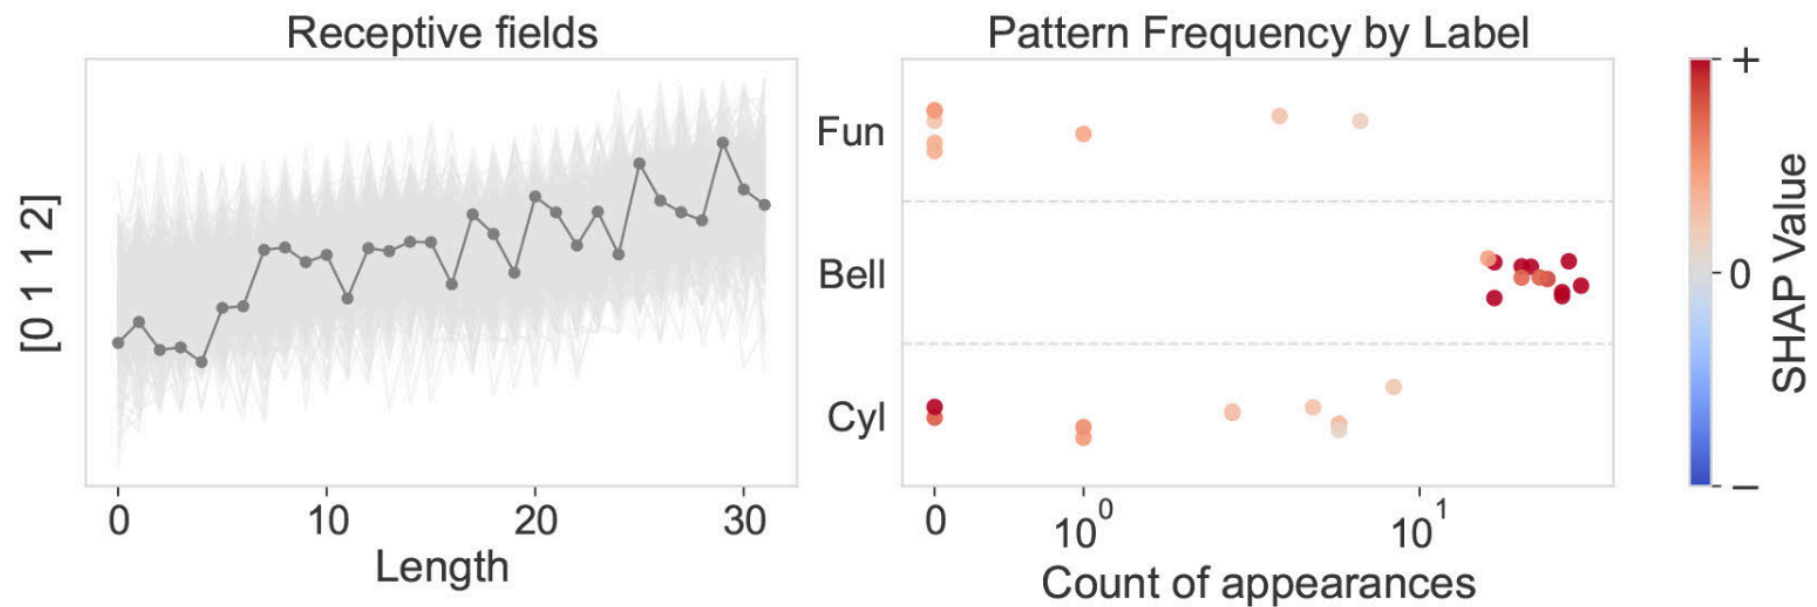 Receptive fields
[0 1 1 2]
0 10 20 30
Length
Pattern Frequency by Label
Fun
Bell
Cyl
0 10^0 10^1
Count of appearances
+
0
−
SHAP Value